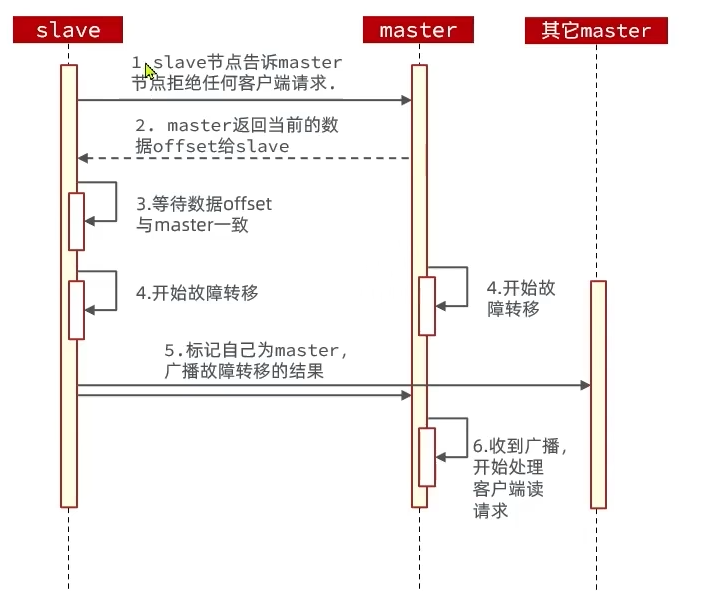 slave
master
其它master
1.slave节点告诉master
节点拒绝任何客户端请求.
2. master返回当前的数
据offset给slave
3.等待数据offset
与master一致
4.开始故障转移
4.开始故
障转移
5.标记自己为master,
广播故障转移的结果
6.收到广播，
开始处理
客户端读
请求